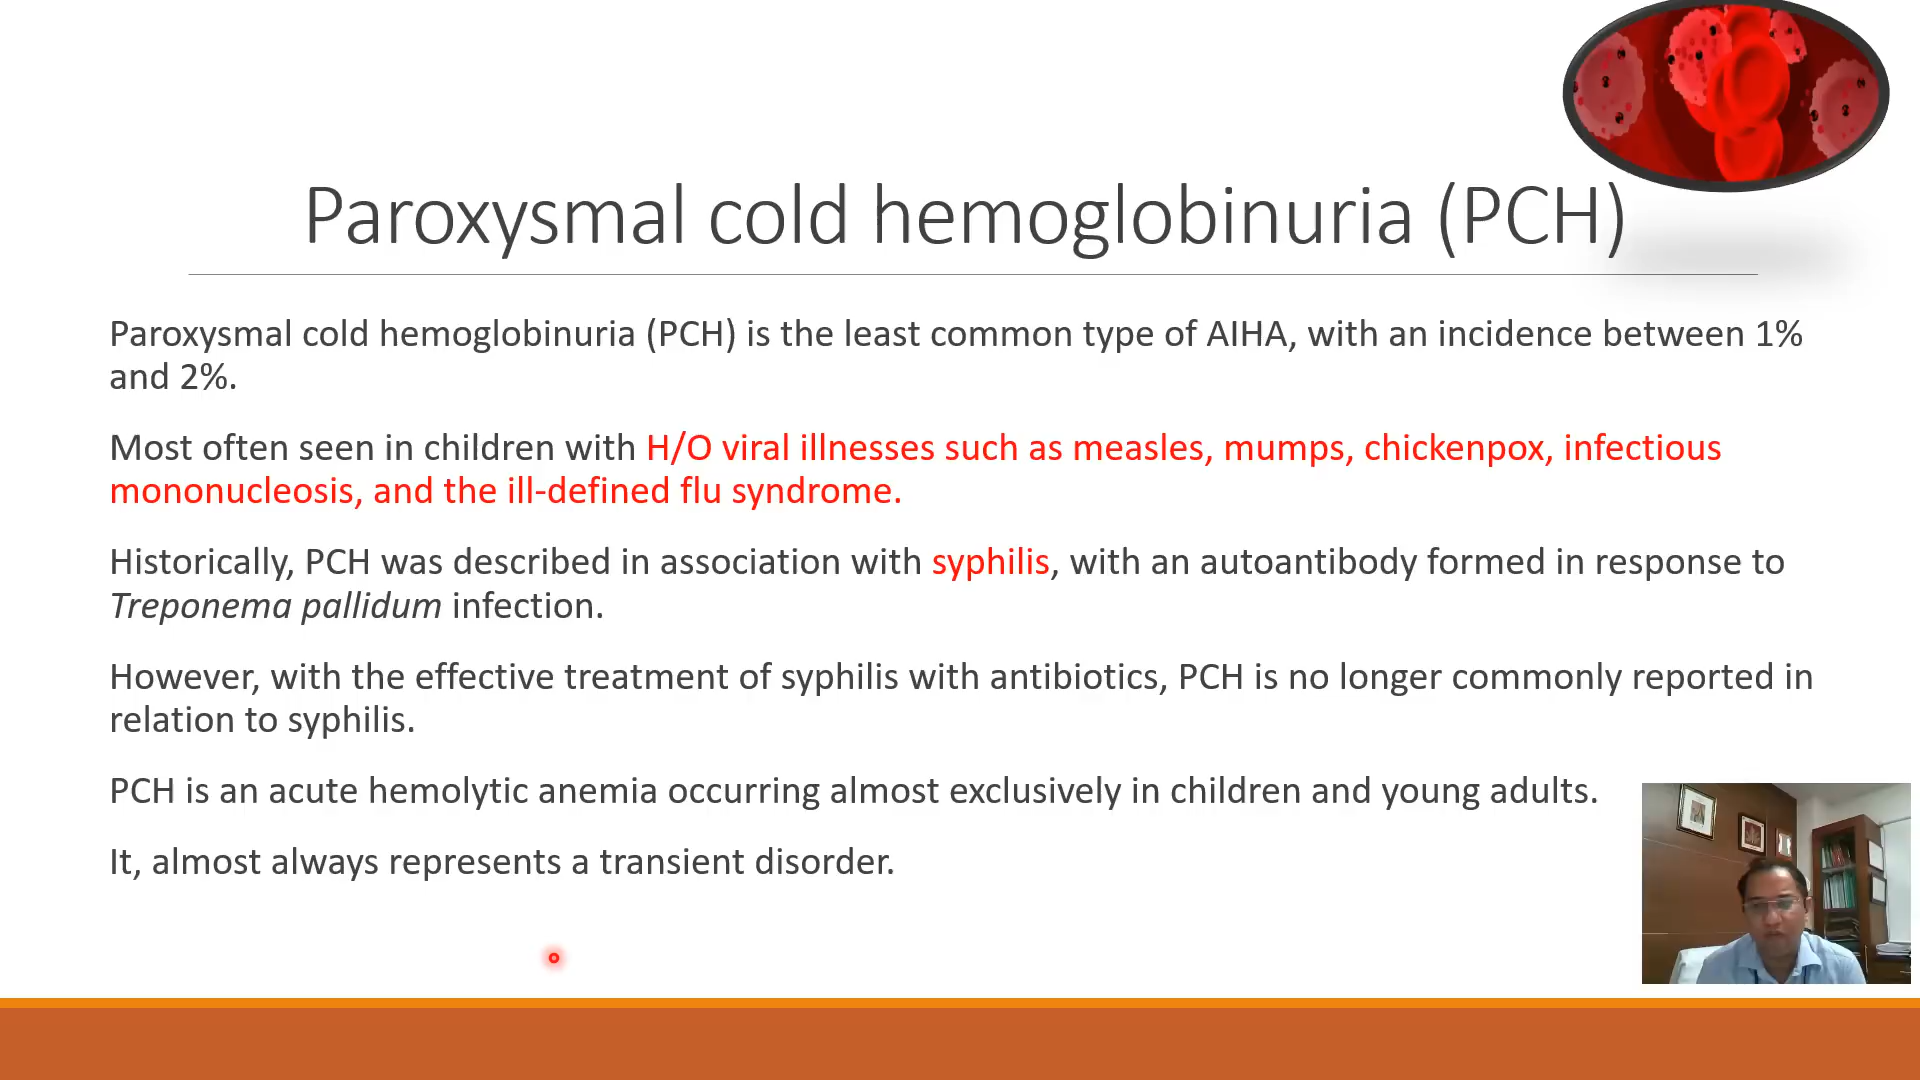 Paroxysmal cold hemoglobinuria (PCH)
Paroxysmal cold hemoglobinuria (PCH) is the least common type of AIHA, with an incidence between 1%
and 2%.
Most often seen in children with H/O viral illnesses such as measles, mumps, chickenpox, infectious
mononucleosis, and the ill-defined flu syndrome.
Historically, PCH was described in association with syphilis, with an autoantibody formed in response to
Treponema pallidum infection.
However, with the effective treatment of syphilis with antibiotics, PCH is no longer commonly reported in
relation to syphilis.
PCH is an acute hemolytic anemia occurring almost exclusively in children and young adults.
It, almost always represents a transient disorder.